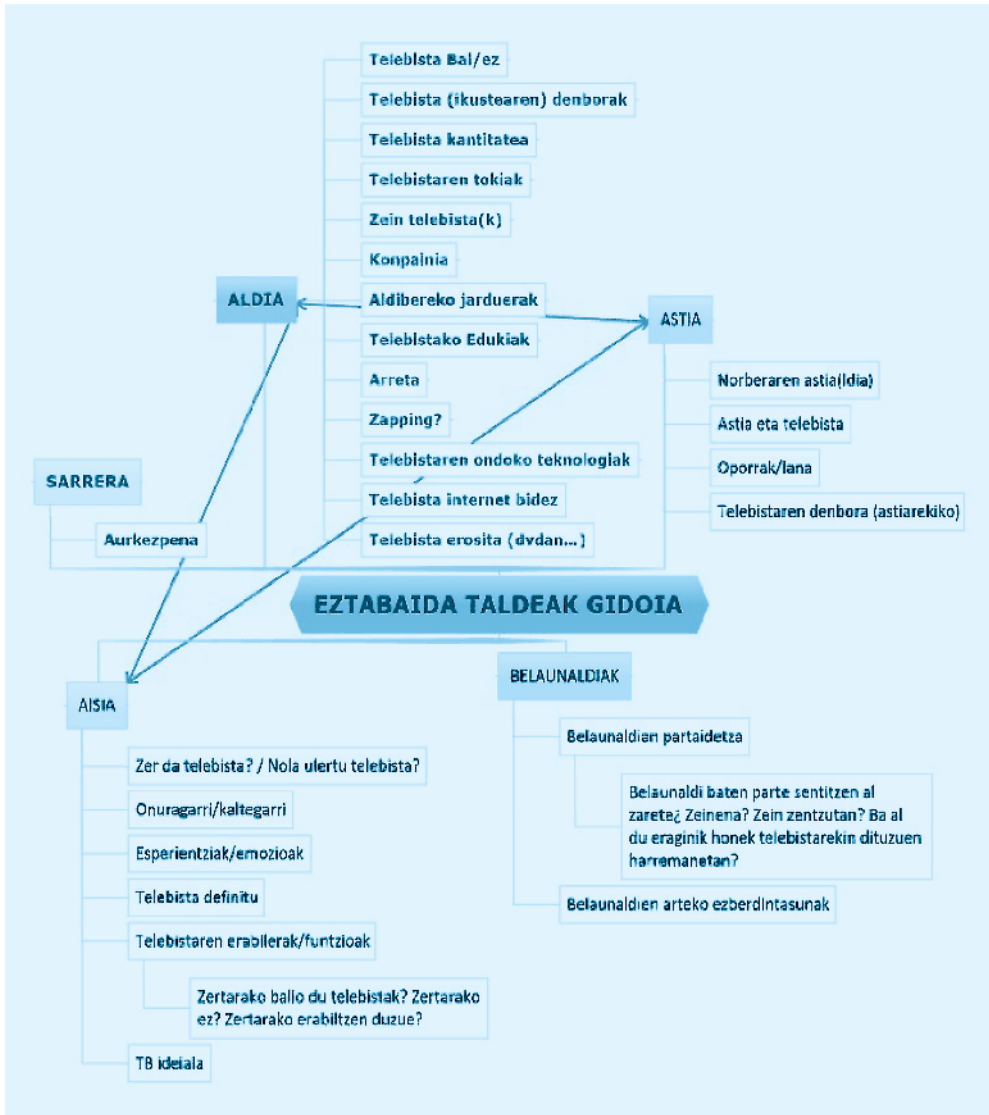 Telebista Bai/ez
Telebista (ikustearen) denborak
Telebista kantitatea
Telebistaren tokiak
Zein telebista(k)
Konpainia
ALDIA
Aldibereko jarduerak
Telebistako Edukiak
Arreta
Zapping?
Telebistaren ondoko teknologiak
Telebista internet bidez
Telebista erosita (dvdan...)
ASTIA
Norberaren astia(ldia)
Astia eta telebista
Oporrak/lana
Telebistaren denbora (astiarekiko)
SARRERA
Aurkezpena
EZTABAIDA TALDEAK GIDOIA
AISIA
Zer da telebista? / Nola ulertu telebista?
Onuragarri/kaltegarri
Esperientziak/emozioak
Telebista definitu
Telebistaren erabilerak/funtzioak
Zertarako balio du telebistak? Zertarako
ez? Zertarako erabiltzen duzue?
TB ideiala
BELAUNALDIAK
Belaunaldien partaidetza
Belaunaldi baten parte sentitzen al
zarete¿ Zeinena? Zein zentzutan? Ba al
du eraginik honek telebistarekin dituzuen
harremanetan?
Belaunaldien arteko ezberdintasunak